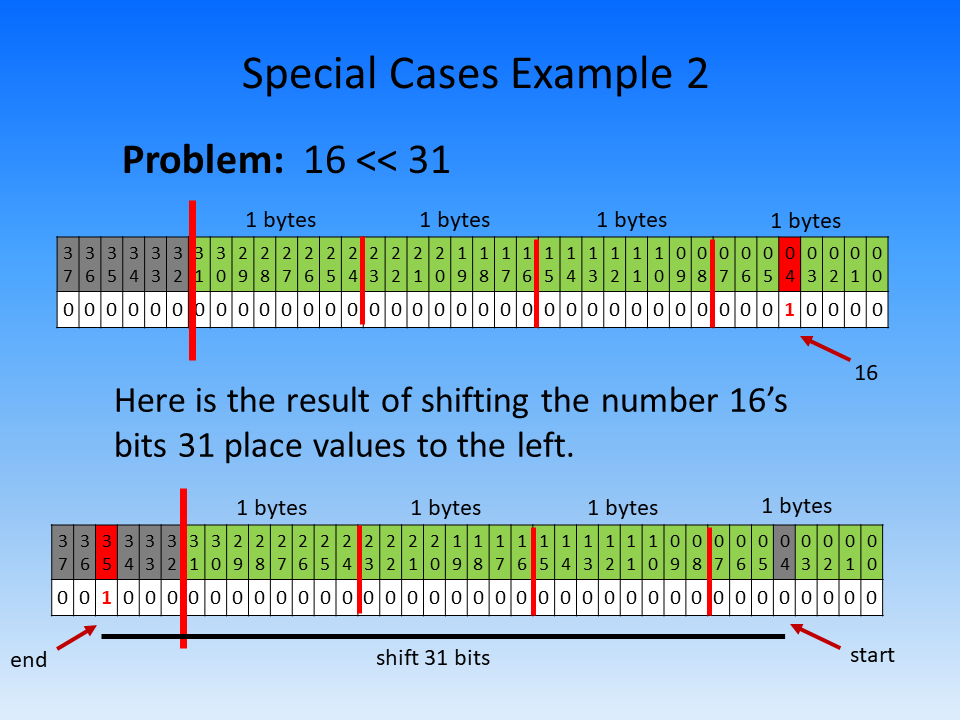 Special Cases Example 2
Problem: 16 << 31
1 bytes 1 bytes 1 bytes 1 bytes
37 36 35 34 33 32 31 30 29 28 27 26 25 24 23 22 21 20 19 18 17 16 15 14 13 12 11 10 09 08 07 06 05 04 03 02 01 00
0 0 0 0 0 0 0 0 0 0 0 0 0 0 0 0 0 0 0 0 0 0 0 0 0 0 0 0 0 0 0 0 0 1 0 0 0 0
16
Here is the result of shifting the number 16’s
bits 31 place values to the left.
1 bytes 1 bytes 1 bytes 1 bytes
37 36 35 34 33 32 31 30 29 28 27 26 25 24 23 22 21 20 19 18 17 16 15 14 13 12 11 10 09 08 07 06 05 04 03 02 01 00
0 0 1 0 0 0 0 0 0 0 0 0 0 0 0 0 0 0 0 0 0 0 0 0 0 0 0 0 0 0 0 0 0 0 0 0 0 0
end shift 31 bits start